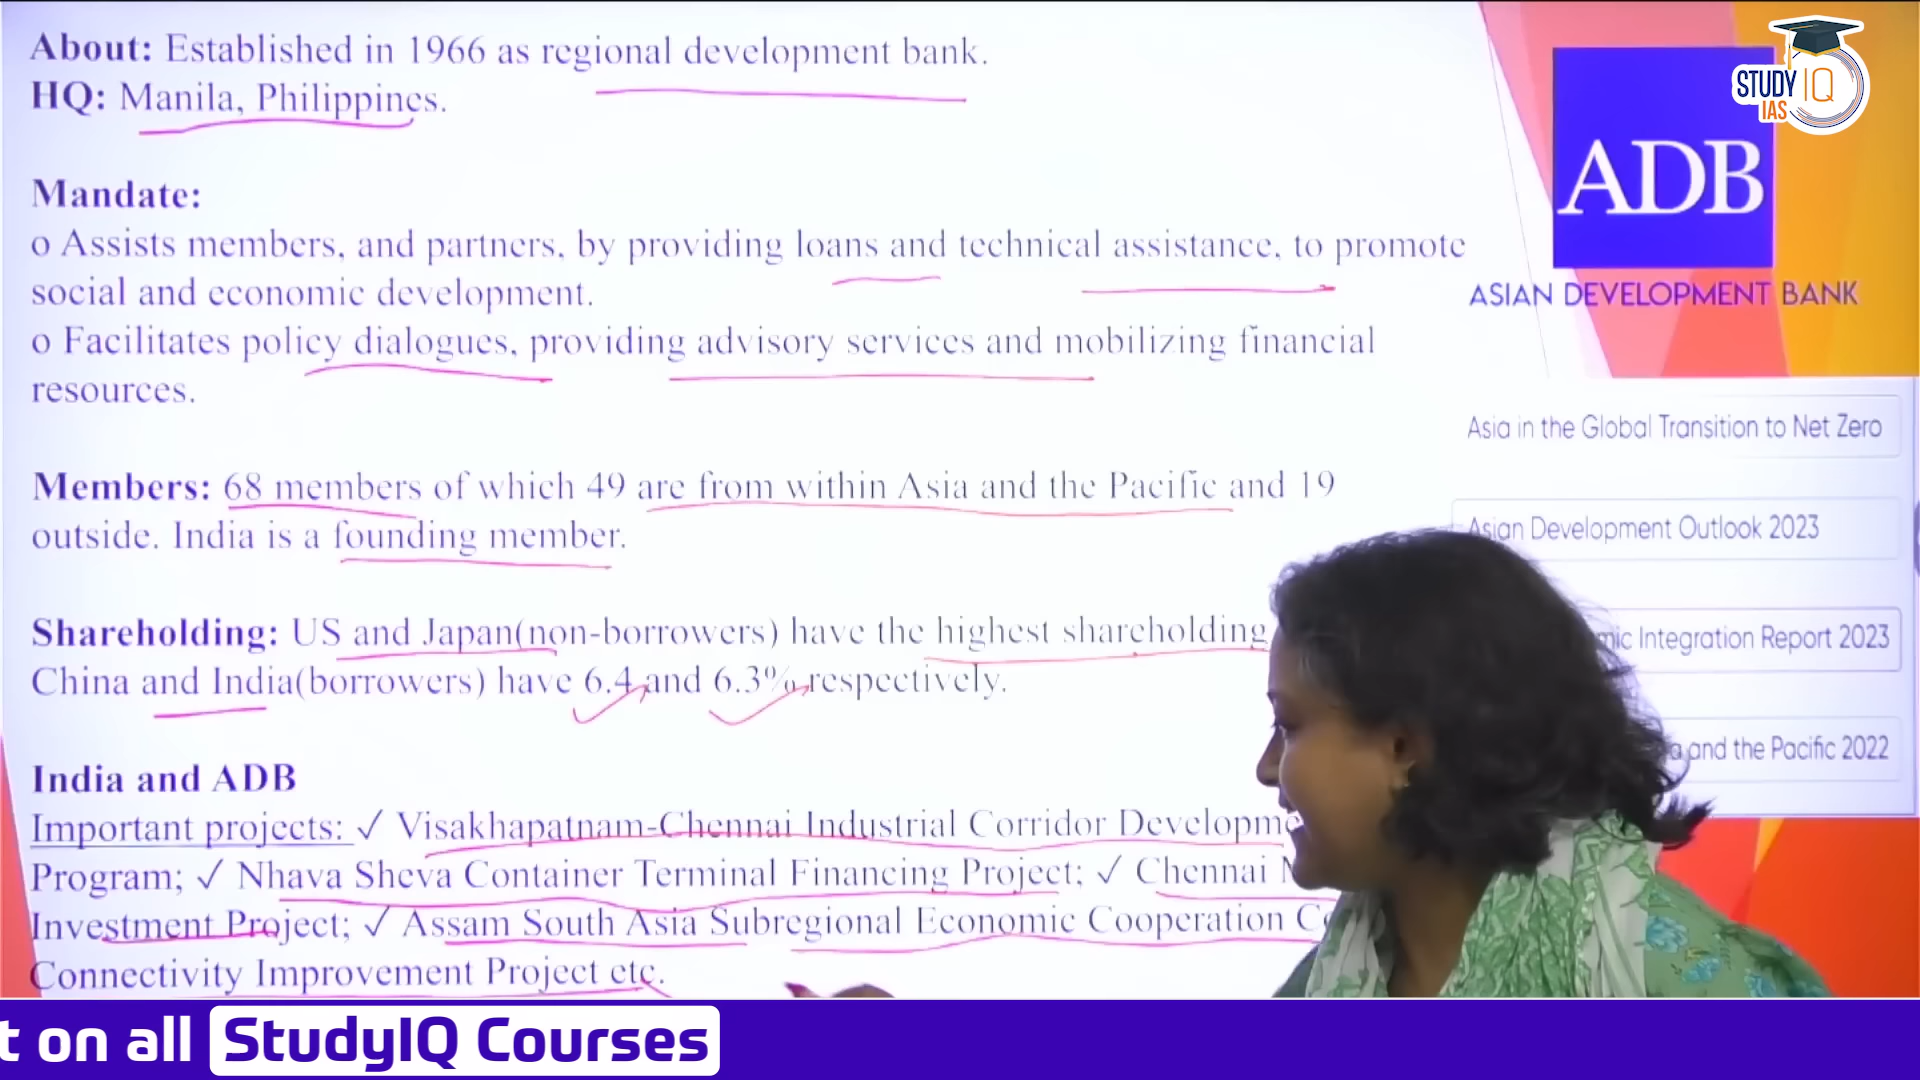 About: Established in 1966 as regional development bank.
HQ: Manila, Philippines.
Mandate:
o Assists members, and partners, by providing loans and technical assistance, to promote
social and economic development.
o Facilitates policy dialogues, providing advisory services and mobilizing financial
resources.
Members: 68 members of which 49 are from within Asia and the Pacific and 19
outside. India is a founding member.
Shareholding: US and Japan(non-borrowers) have the highest shareholding
China and India(borrowers) have 6.4 and 6.3% respectively.
India and ADB
Important projects: ✓ Visakhapatnam-Chennai Industrial Corridor
Program; ✓ Nhava Sheva Container Terminal Financing Project; ✓ Chennai
Investment Project; ✓ Assam South Asia Subregional Economic Cooperation
Connectivity Improvement Project etc.
STUDY IQ
IAS
ADB
ASIAN DEVELOPMENT BANK
Asia in the Global Transition to Net Zero
Asian Development Outlook 2023
Integration Report 2023
and the Pacific 2022
on all StudyIQ Courses